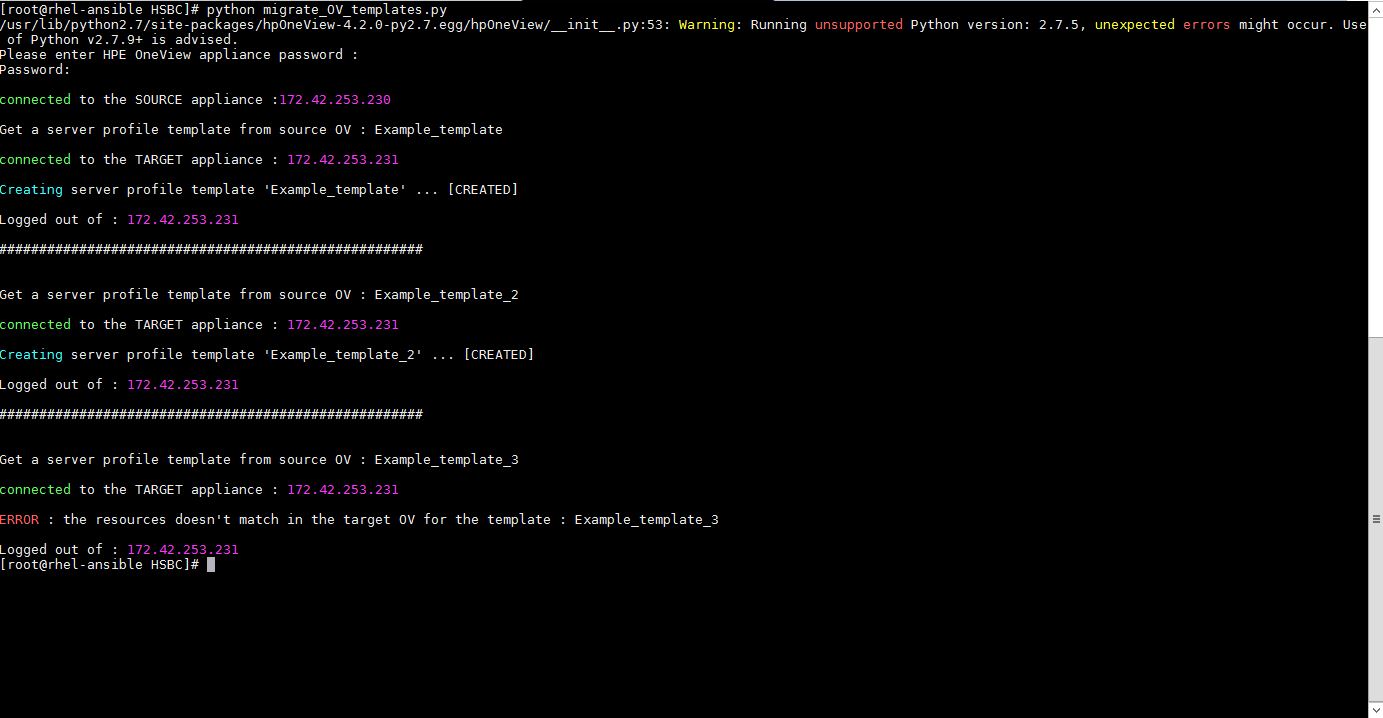 [root@rhel-ansible HSBC]# python migrate_OV_templates.py
/usr/lib/python2.7/site-packages/hpOneView-4.2.0-py2.7.egg/hpOneView/__init__.py:53: Warning: Running unsupported Python version: 2.7.5, unexpected errors might occur. Use
 of Python v2.7.9+ is advised.
Please enter HPE OneView appliance password :
Password:
connected to the SOURCE appliance :172.42.253.230
Get a server profile template from source OV : Example_template
connected to the TARGET appliance : 172.42.253.231
Creating server profile template 'Example_template' ... [CREATED]
Logged out of : 172.42.253.231
#####################################################
Get a server profile template from source OV : Example_template_2
connected to the TARGET appliance : 172.42.253.231
Creating server profile template 'Example_template_2' ... [CREATED]
Logged out of : 172.42.253.231
#####################################################
Get a server profile template from source OV : Example_template_3
connected to the TARGET appliance : 172.42.253.231
ERROR : the resources doesn't match in the target OV for the template : Example_template_3
Logged out of : 172.42.253.231
[root@rhel-ansible HSBC]#